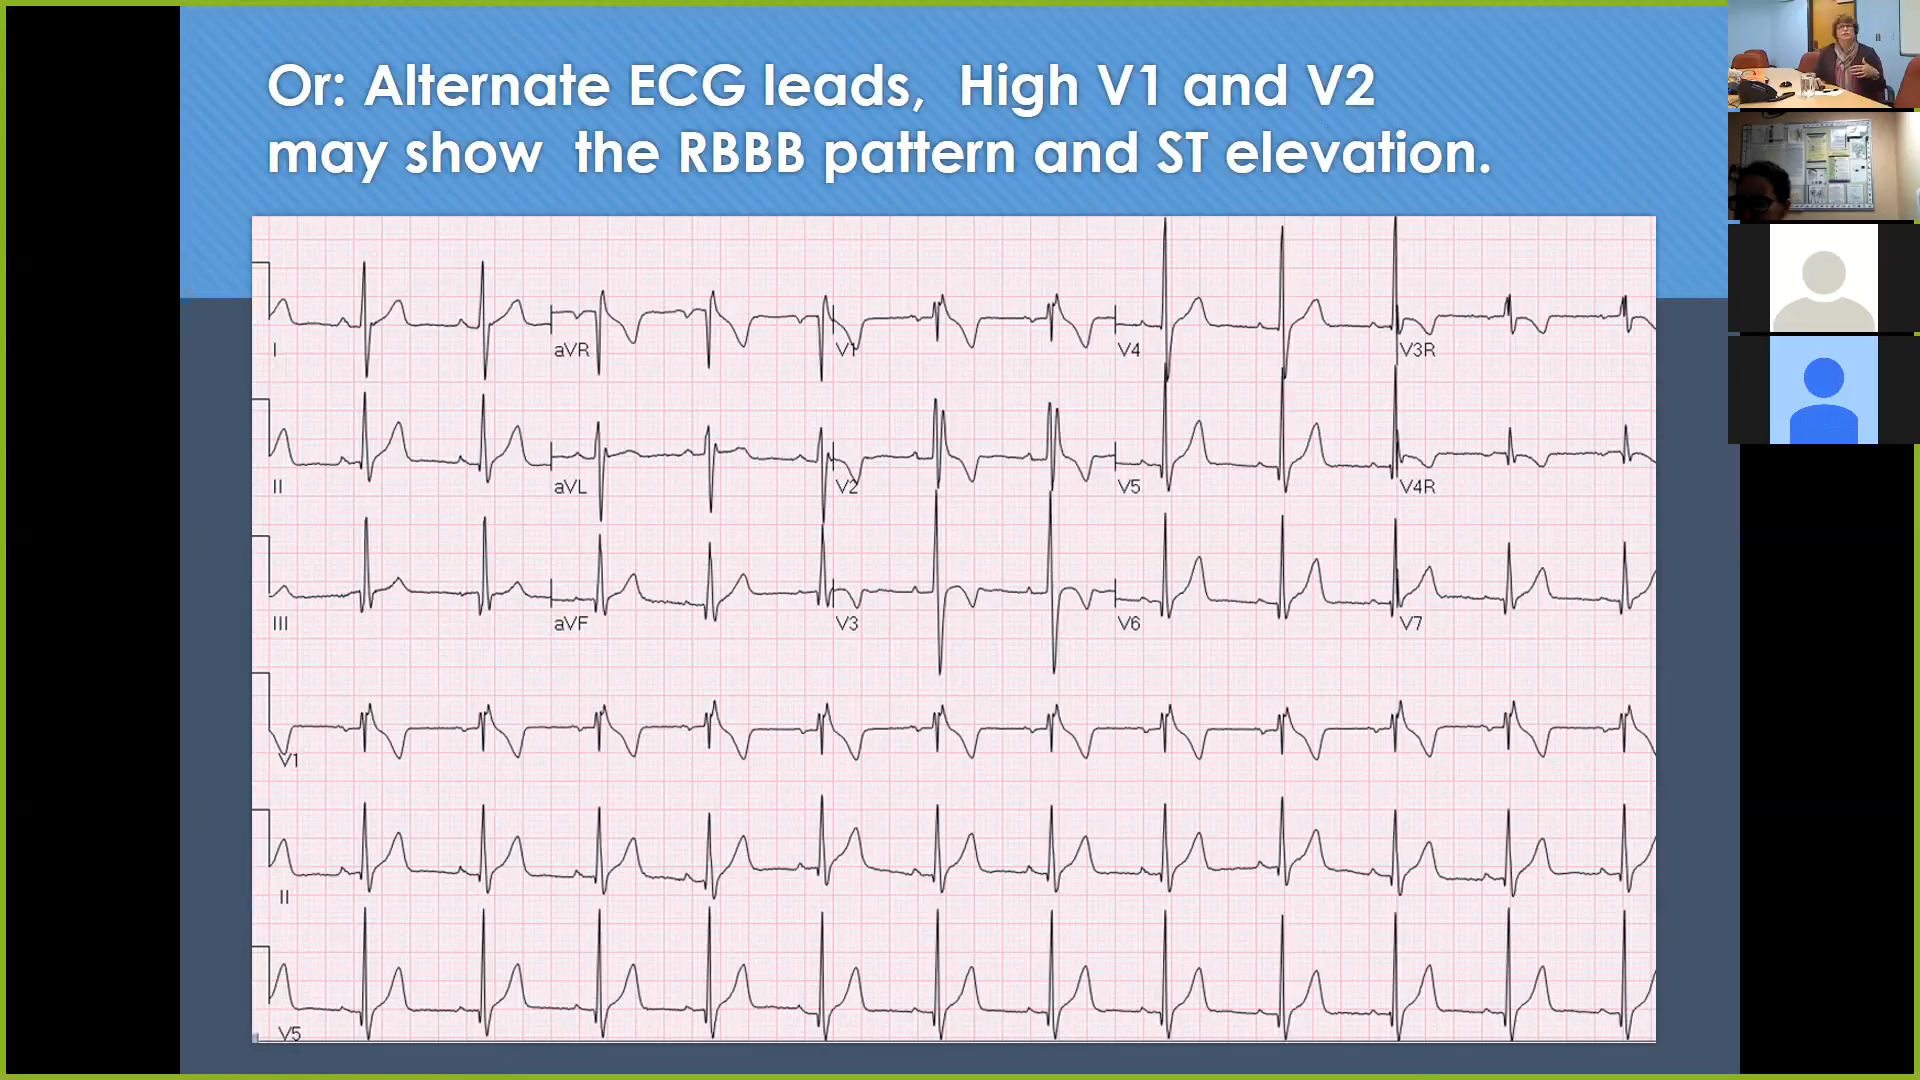 Or: Alternate ECG leads, High V1 and V2
may show the RBBB pattern and ST elevation.
I aVR V1 V4 V3R
II aVL V2 V5 V4R
III aVF V3 V6 V7
V1
II
V5